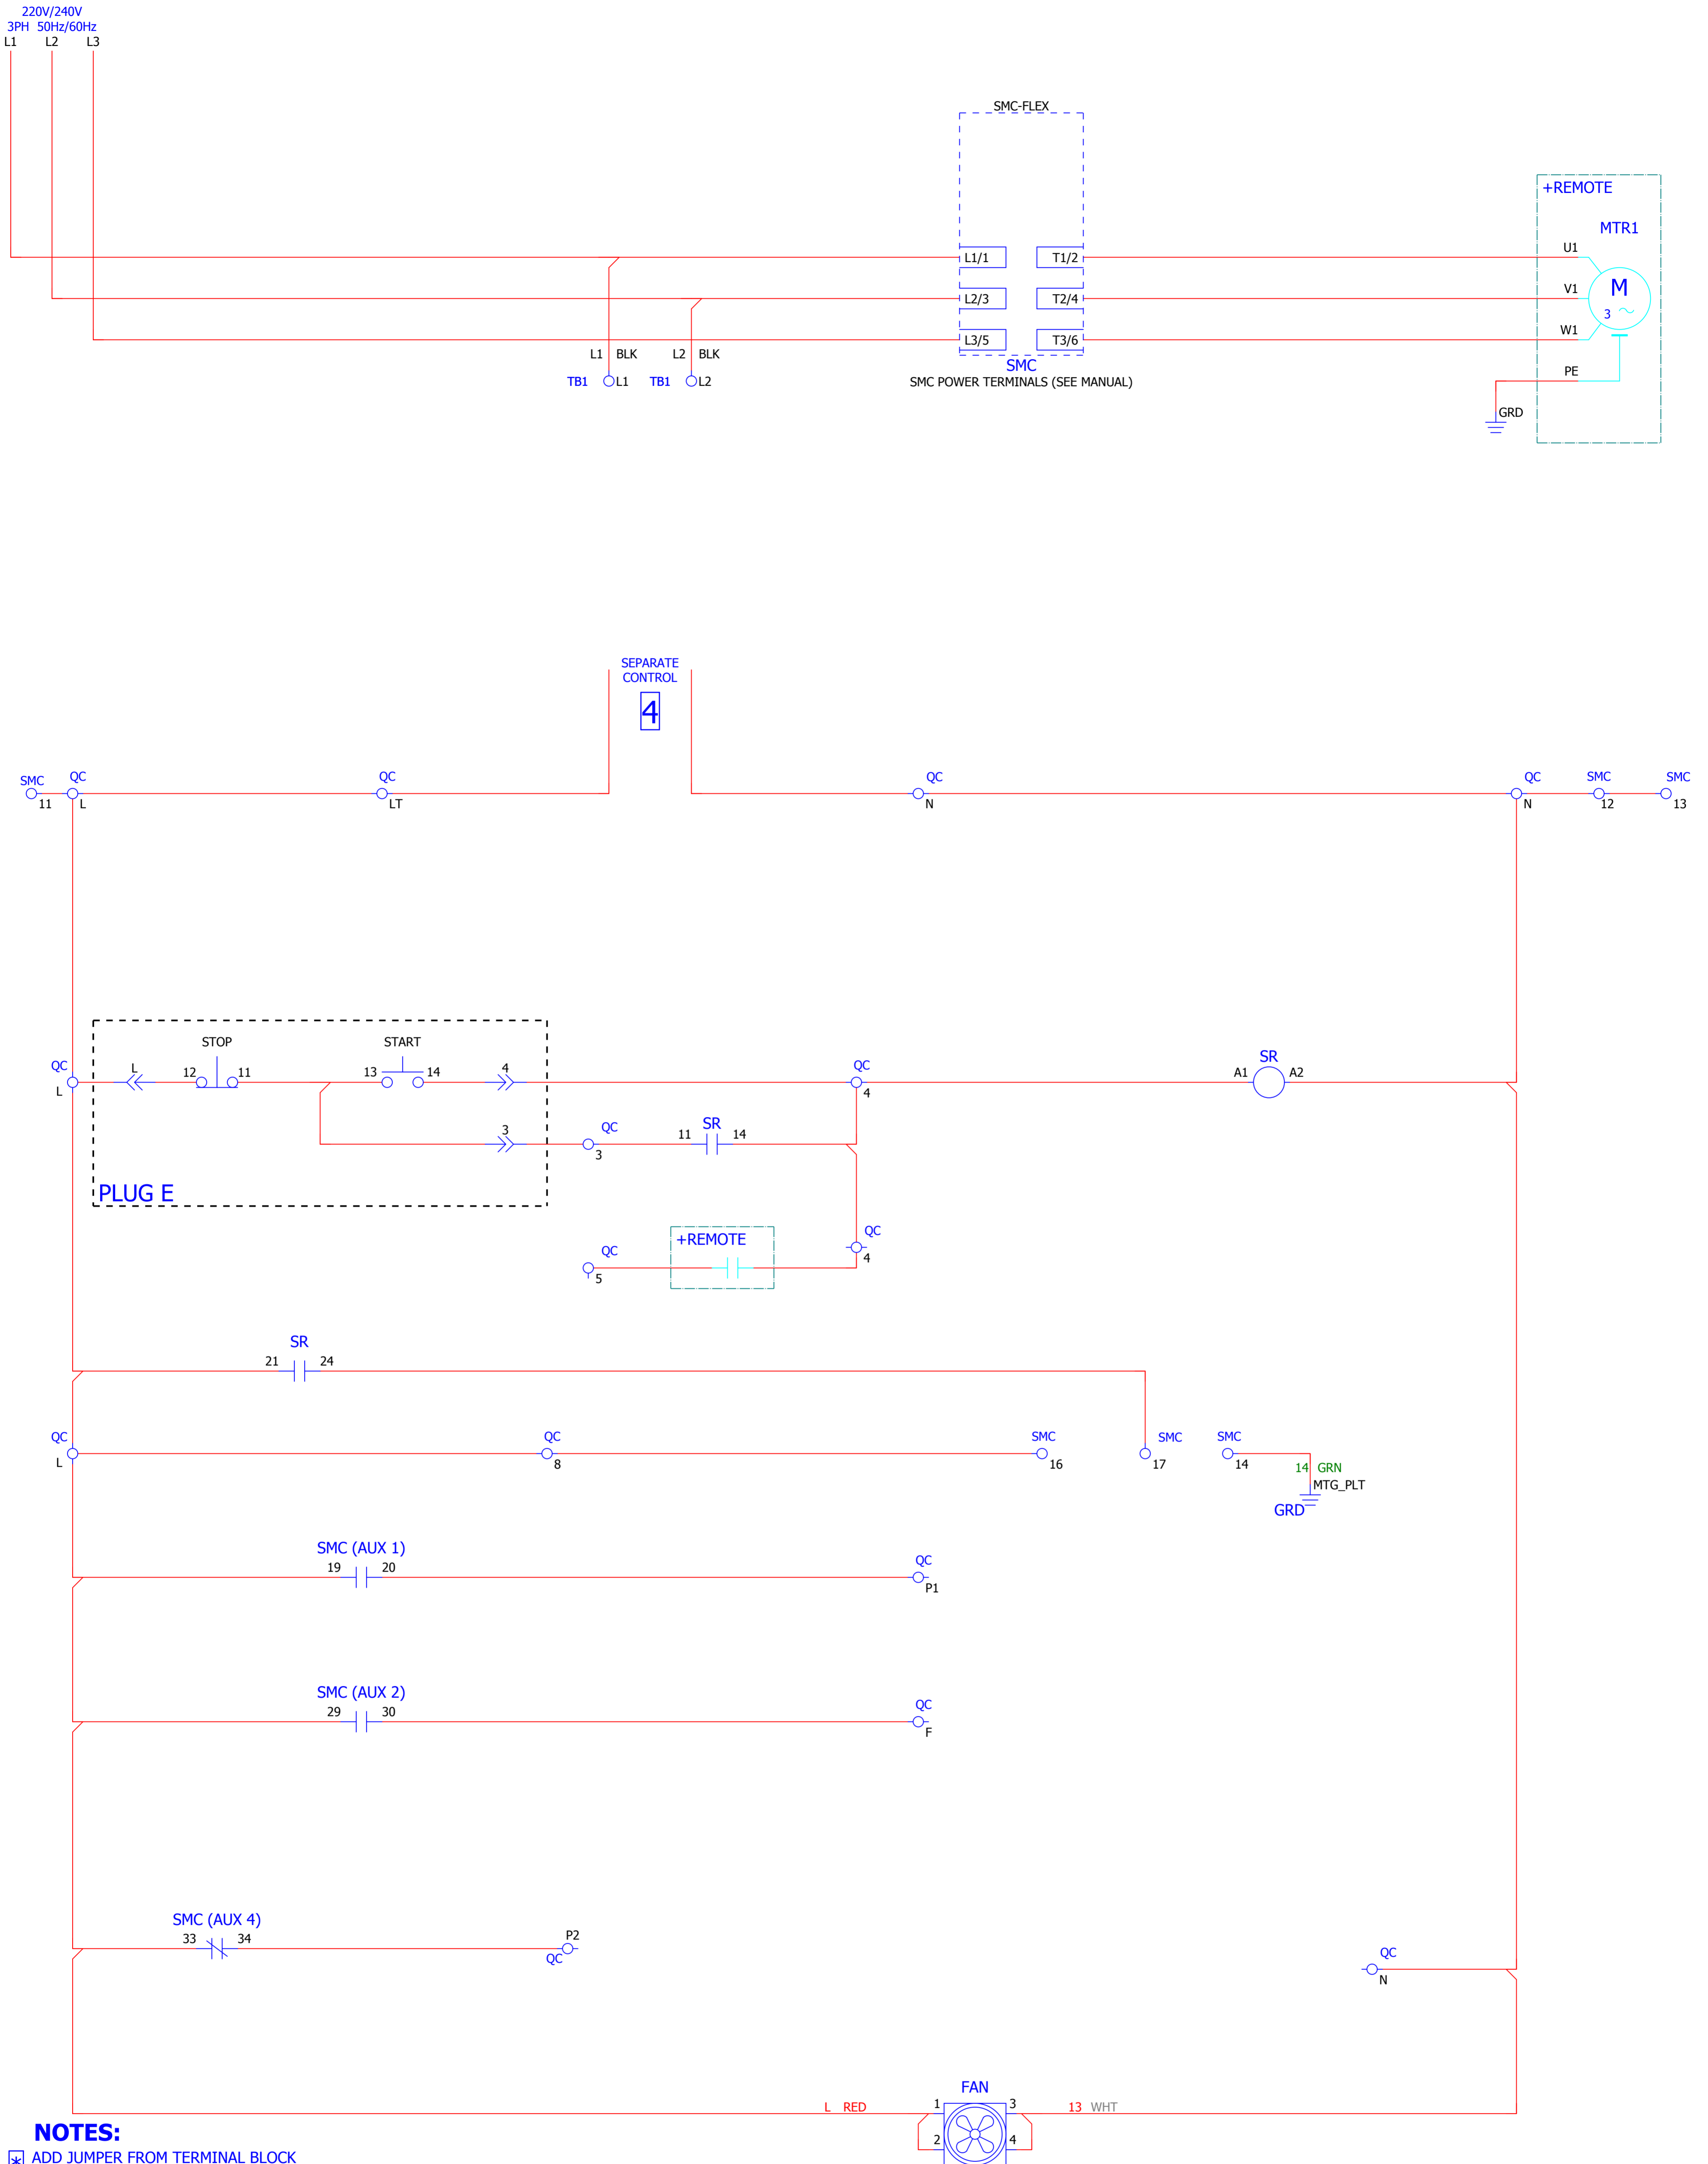 220V/240V
3PH 50Hz/60Hz
L1 L2 L3
SMC-FLEX
+REMOTE
MTR1
U1
L1/1 T1/2
M
3
V1
L2/3 T2/4
W1
L3/5 T3/6
L1 BLK L2 BLK
SMC
PE
TB1 L1 TB1 L2
SMC POWER TERMINALS (SEE MANUAL)
GRD
SEPARATE
CONTROL
4
SMC QC QC QC QC SMC SMC
11 L LT N N 12 13
STOP START
QC L 12 11 13 14 4 QC SR
A1 A2
L 4
3 QC 11 SR 14
3
PLUG E
QC +REMOTE QC
5 4
SR
21 24
QC QC SMC SMC SMC
L 8 16 17 14
14 GRN
MTG_PLT
GRD
SMC (AUX 1)
19 20 QC
P1
SMC (AUX 2)
29 30 QC
F
SMC (AUX 4)
33 34 P2
QC
QC
N
FAN
L RED 1 3 13 WHT
2 4
NOTES:
* ADD JUMPER FROM TERMINAL BLOCK